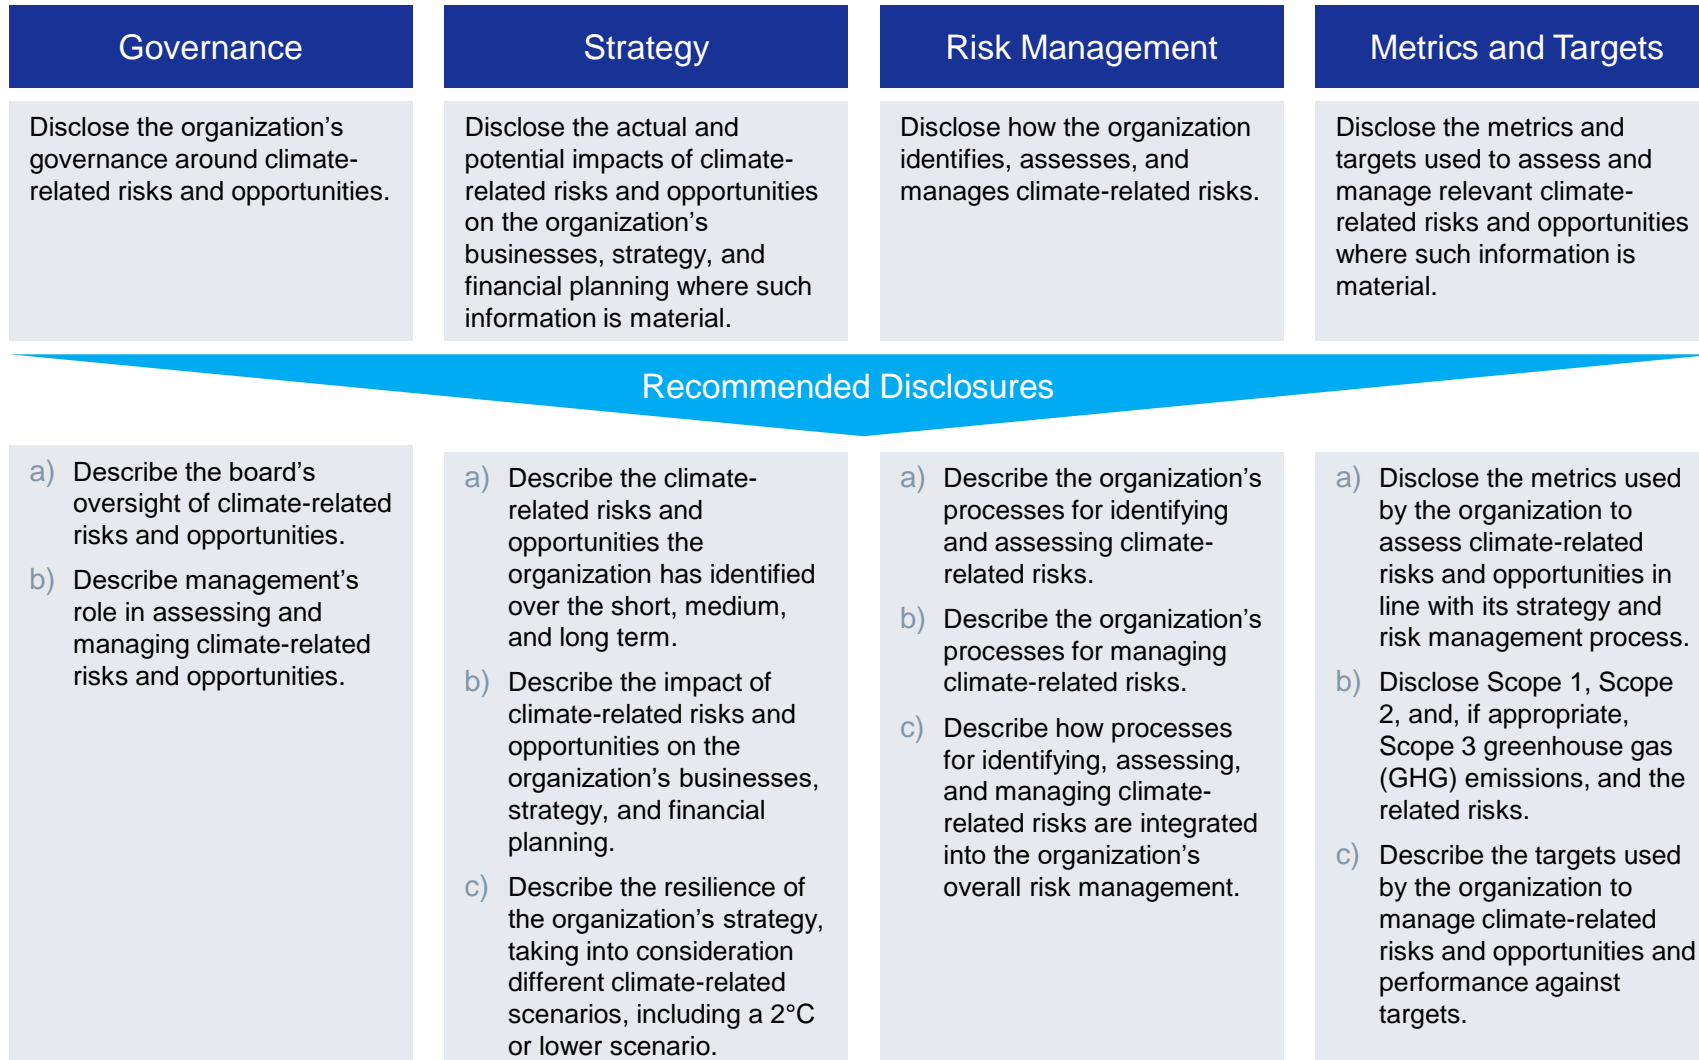 Governance
Disclose the organization’s
governance around climate-
related risks and opportunities.
Strategy
Disclose the actual and
potential impacts of climate-
related risks and opportunities
on the organization’s
businesses, strategy, and
financial planning where such
information is material.
Risk Management
Disclose how the organization
identifies, assesses, and
manages climate-related risks.
Metrics and Targets
Disclose the metrics and
targets used to assess and
manage relevant climate-
related risks and opportunities
where such information is
material.
Recommended Disclosures
a) Describe the board’s
oversight of climate-related
risks and opportunities.
b) Describe management’s
role in assessing and
managing climate-related
risks and opportunities.
a) Describe the climate-
related risks and
opportunities the
organization has identified
over the short, medium,
and long term.
b) Describe the impact of
climate-related risks and
opportunities on the
organization’s businesses,
strategy, and financial
planning.
c) Describe the resilience of
the organization’s strategy,
taking into consideration
different climate-related
scenarios, including a 2°C
or lower scenario.
a) Describe the organization’s
processes for identifying
and assessing climate-
related risks.
b) Describe the organization’s
processes for managing
climate-related risks.
c) Describe how processes
for identifying, assessing,
and managing climate-
related risks are integrated
into the organization’s
overall risk management.
a) Disclose the metrics used
by the organization to
assess climate-related
risks and opportunities in
line with its strategy and
risk management process.
b) Disclose Scope 1, Scope
2, and, if appropriate,
Scope 3 greenhouse gas
(GHG) emissions, and the
related risks.
c) Describe the targets used
by the organization to
manage climate-related
risks and opportunities and
performance against
targets.